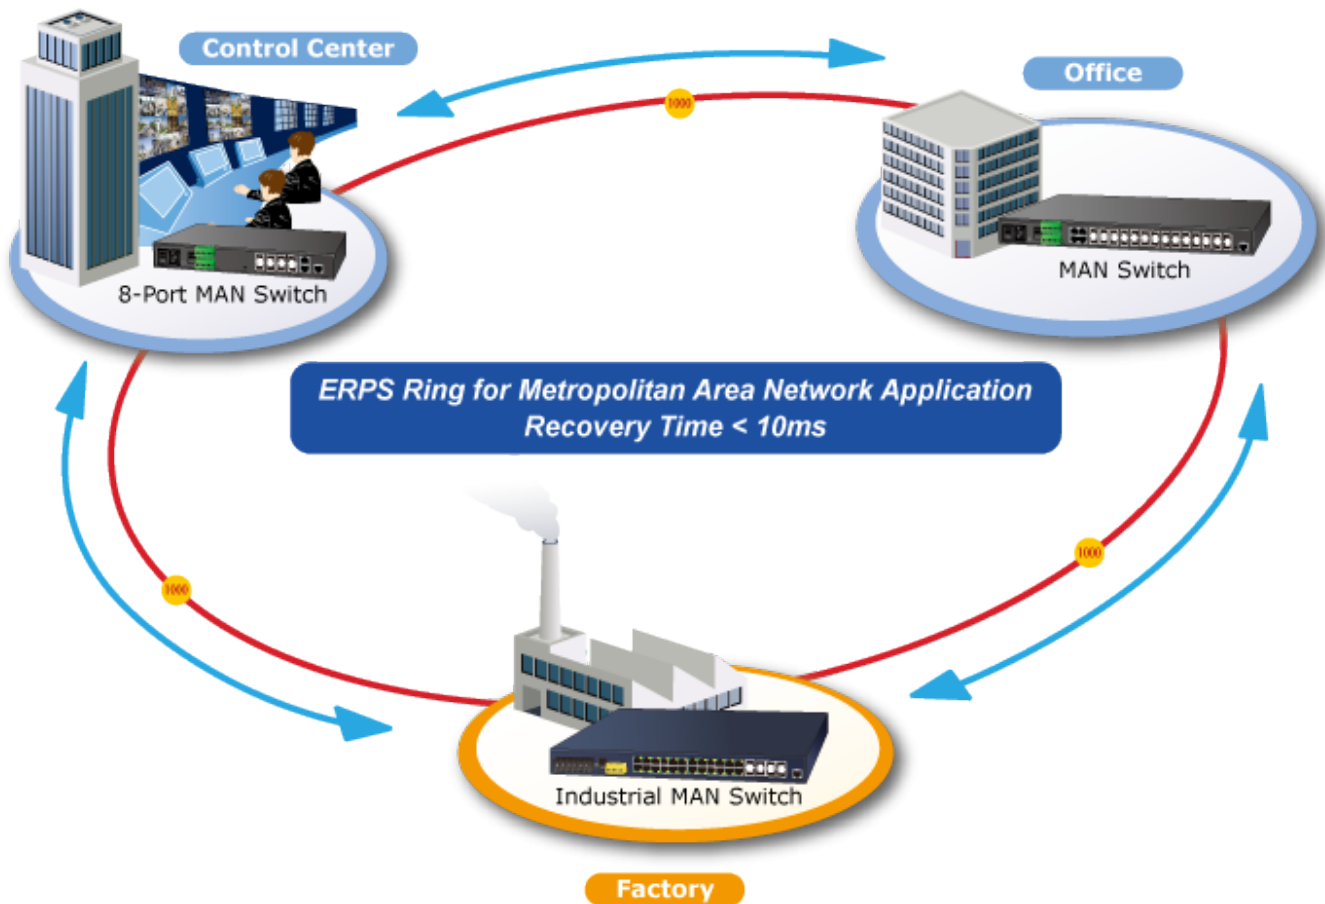 Control Center
Office
1000
8-Port MAN Switch
MAN Switch
ERPS Ring for Metropolitan Area Network Application
Recovery Time < 10ms
1000
1000
Industrial MAN Switch
Factory